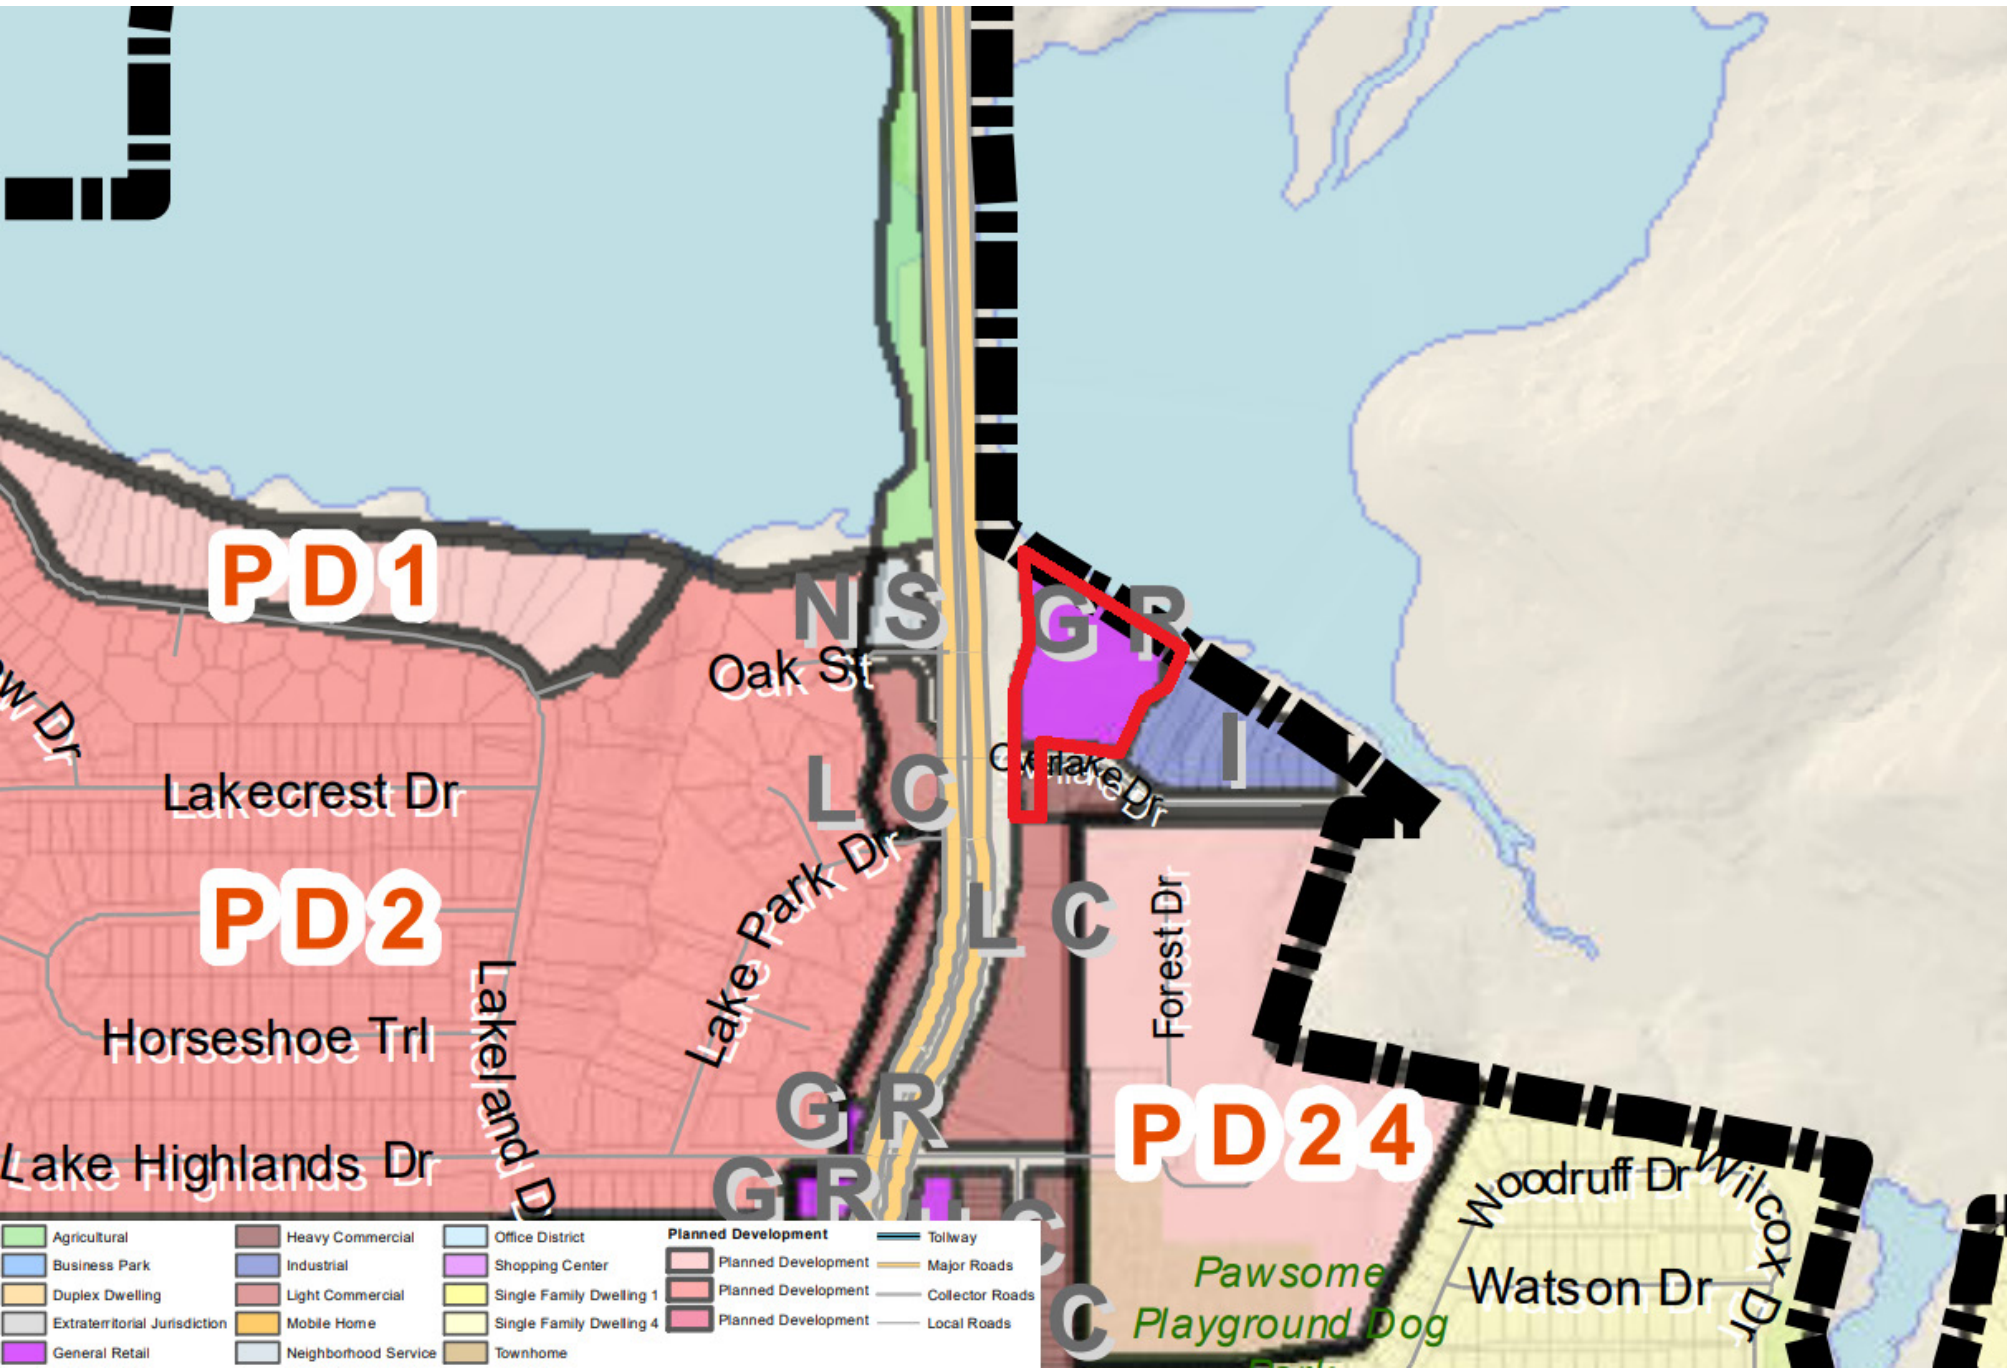 PD1
NS
GR
Oak St
LC
I
Overlake Dr
Lakecrest Dr
PD2
Lake Park Dr
LC
Forest Dr
Horseshoe Trl
Lakeland D
GR
PD24
Lake Highlands Dr
GR
Woodruff Dr
Wilcox Dr
Watson Dr
C
C
Pawsome
Playground Dog
Agricultural
Business Park
Duplex Dwelling
Extraterritorial Jurisdiction
General Retail
Heavy Commercial
Industrial
Light Commercial
Mobile Home
Neighborhood Service
Office District
Shopping Center
Single Family Dwelling 1
Single Family Dwelling 4
Townhome
Planned Development
Planned Development
Planned Development
Planned Development
Tollway
Major Roads
Collector Roads
Local Roads